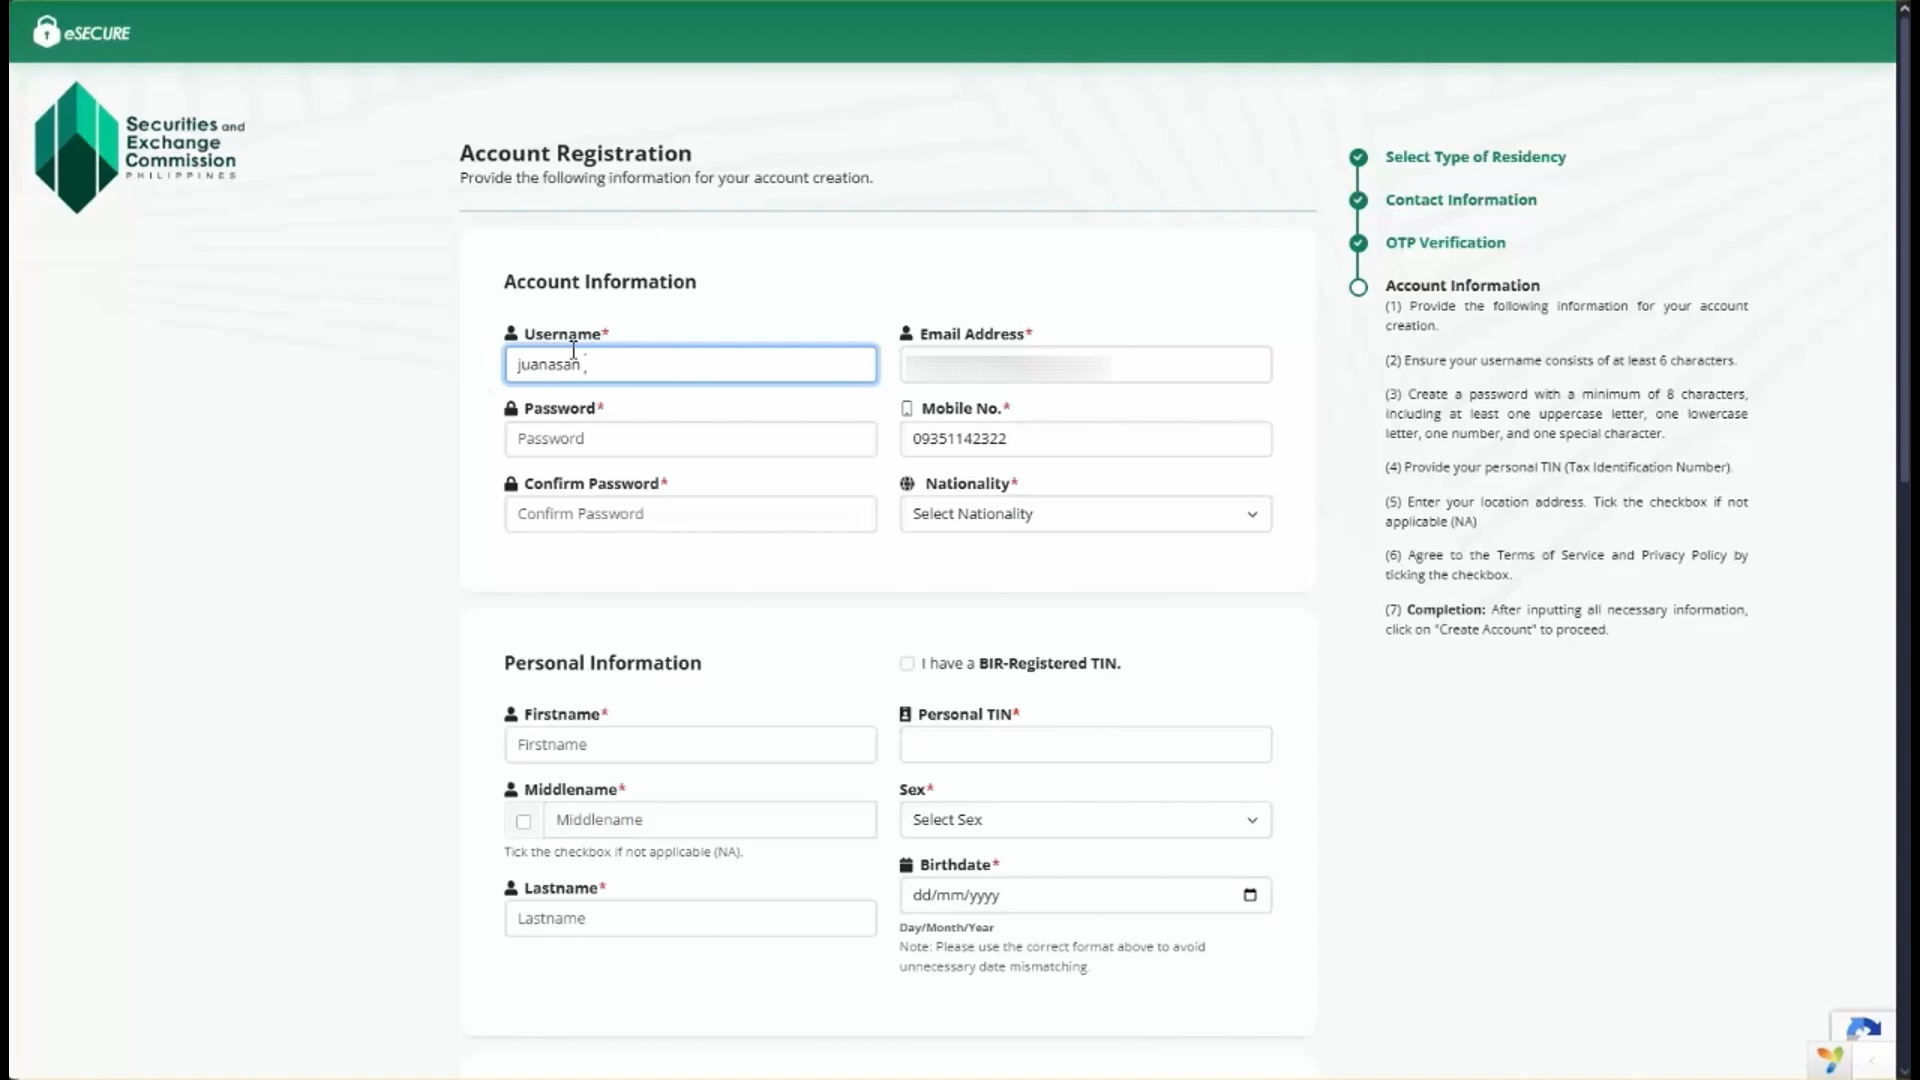 eSECURE
Securities and
Exchange
Commission
PHILIPPINES
Account Registration
Provide the following information for your account creation.
Account Information
Username*
juanasan
Password*
Password
Confirm Password*
Confirm Password
Email Address*
Mobile No.*
09351142322
Nationality*
Select Nationality
Personal Information
I have a BIR-Registered TIN.
Firstname*
Firstname
Middlename*
Middlename
Tick the checkbox if not applicable (NA).
Lastname*
Lastname
Personal TIN*
Sex*
Select Sex
Birthdate*
dd/mm/yyyy
Day/Month/Year
Note: Please use the correct format above to avoid
unnecessary date mismatching.
Select Type of Residency
Contact Information
OTP Verification
Account Information
(1) Provide the following information for your account
creation.
(2) Ensure your username consists of at least 6 characters.
(3) Create a password with a minimum of 8 characters,
including at least one uppercase letter, one lowercase
letter, one number, and one special character.
(4) Provide your personal TIN (Tax Identification Number).
(5) Enter your location address. Tick the checkbox if not
applicable (NA)
(6) Agree to the Terms of Service and Privacy Policy by
ticking the checkbox.
(7) Completion: After inputting all necessary information,
click on "Create Account" to proceed.